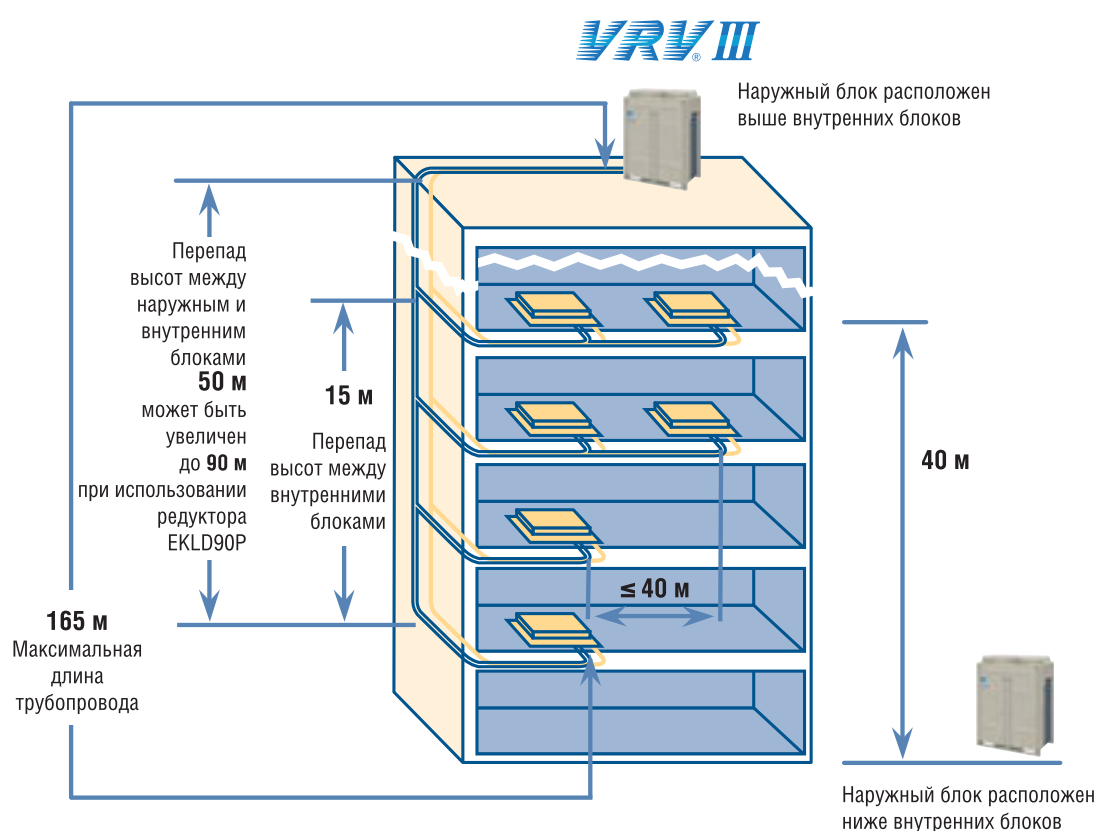 VRV® III
Наружный блок расположен
выше внутренних блоков
Перепад
высот между
наружным и
внутренним
блоками
50 м
может быть
увеличен
до 90 м
при использовании
редуктора
EKLD90P
15 м
Перепад
высот между
внутренними
блоками
40 м
≤ 40 м
165 м
Максимальная
длина
трубопровода
Наружный блок расположен
ниже внутренних блоков